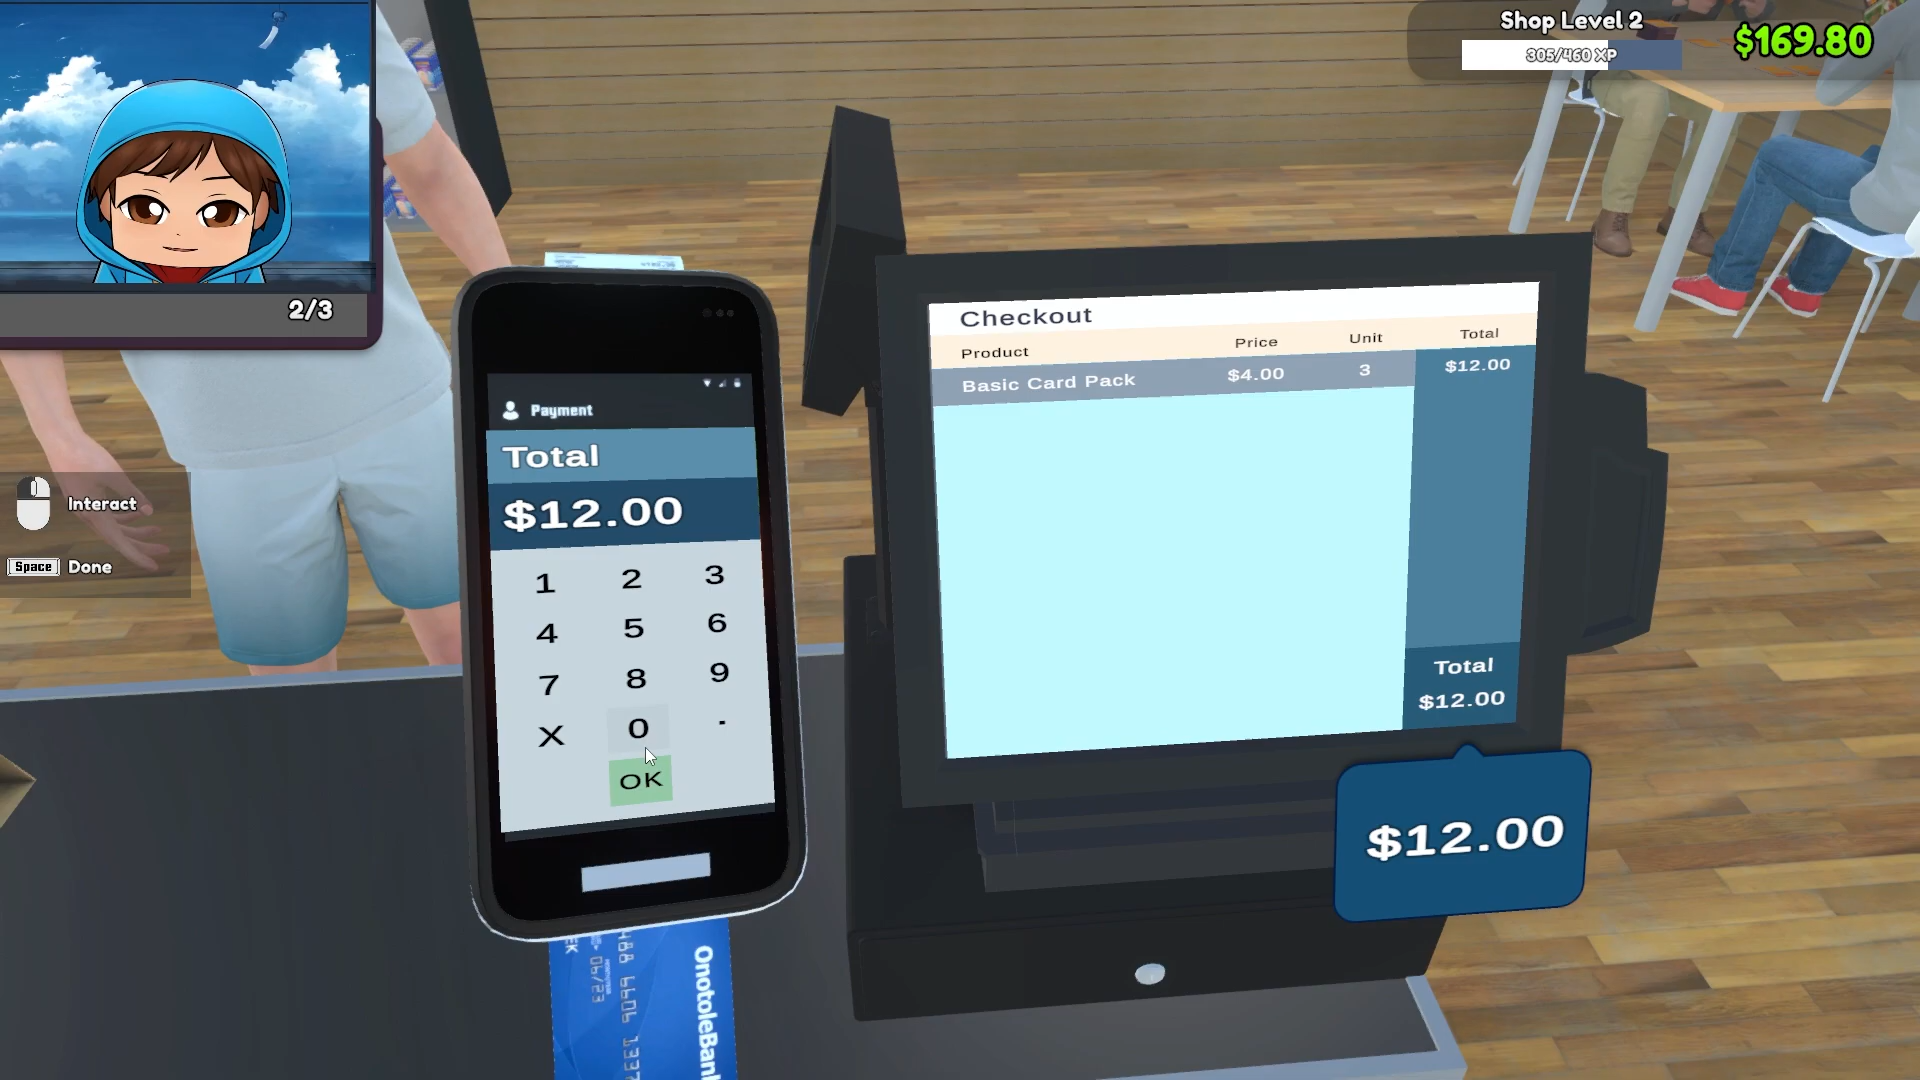 Shop Level 2
305/460 XP
$169.80
2/3
Interact
Space Done
Payment
Total
$12.00
1 2 3
4 5 6
7 8 9
X 0 .
OK
Checkout
Product Price Unit Total
Basic Card Pack $4.00 3 $12.00
Total
$12.00
$12.00
OnotoleBank
06/23